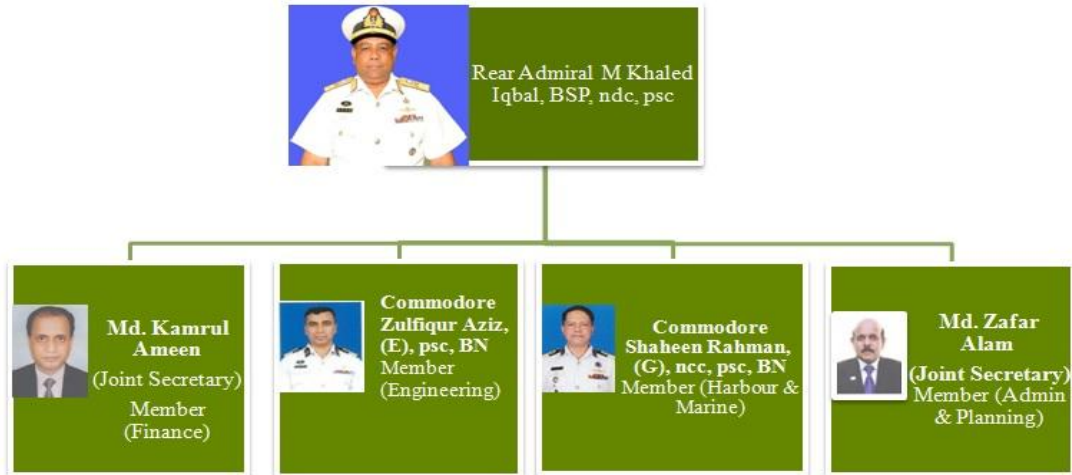 Rear Admiral M Khaled
Iqbal, BSP, ndc, psc
Md. Kamrul
Ameen
(Joint Secretary)
Member
(Finance)
Commodore
Zulfiqur Aziz,
(E), psc, BN
Member
(Engineering)
Commodore
Shaheen Rahman,
(G), ncc, psc, BN
Member (Harbour &
Marine)
Md. Zafar
Alam
(Joint Secretary)
Member (Admin
& Planning)